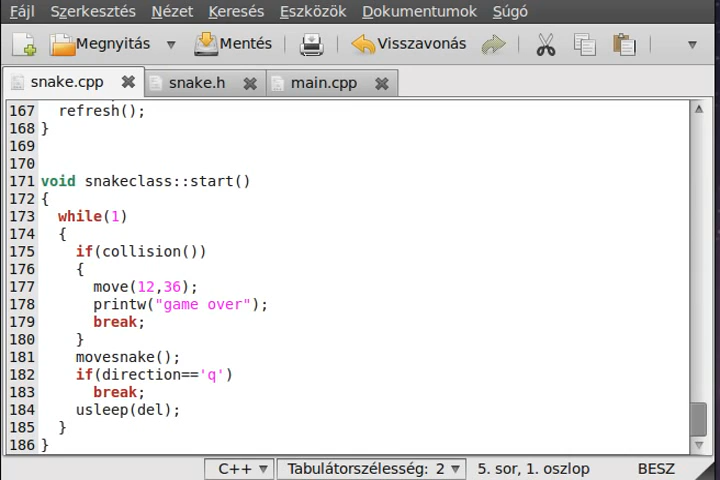 Fájl Szerkesztés Nézet Keresés Eszközök Dokumentumok Súgó
Megnyitás Mentés Visszavonás
snake.cpp snake.h main.cpp
167 refresh();
168 }
169
170
171 void snakeclass::start()
172 {
173 while(1)
174 {
175 if(collision())
176 {
177 move(12,36);
178 printw("game over");
179 break;
180 }
181 movesnake();
182 if(direction=='q')
183 break;
184 usleep(del);
185 }
186 }
C++ Tabulátorszélesség: 2 5. sor, 1. oszlop BESZ